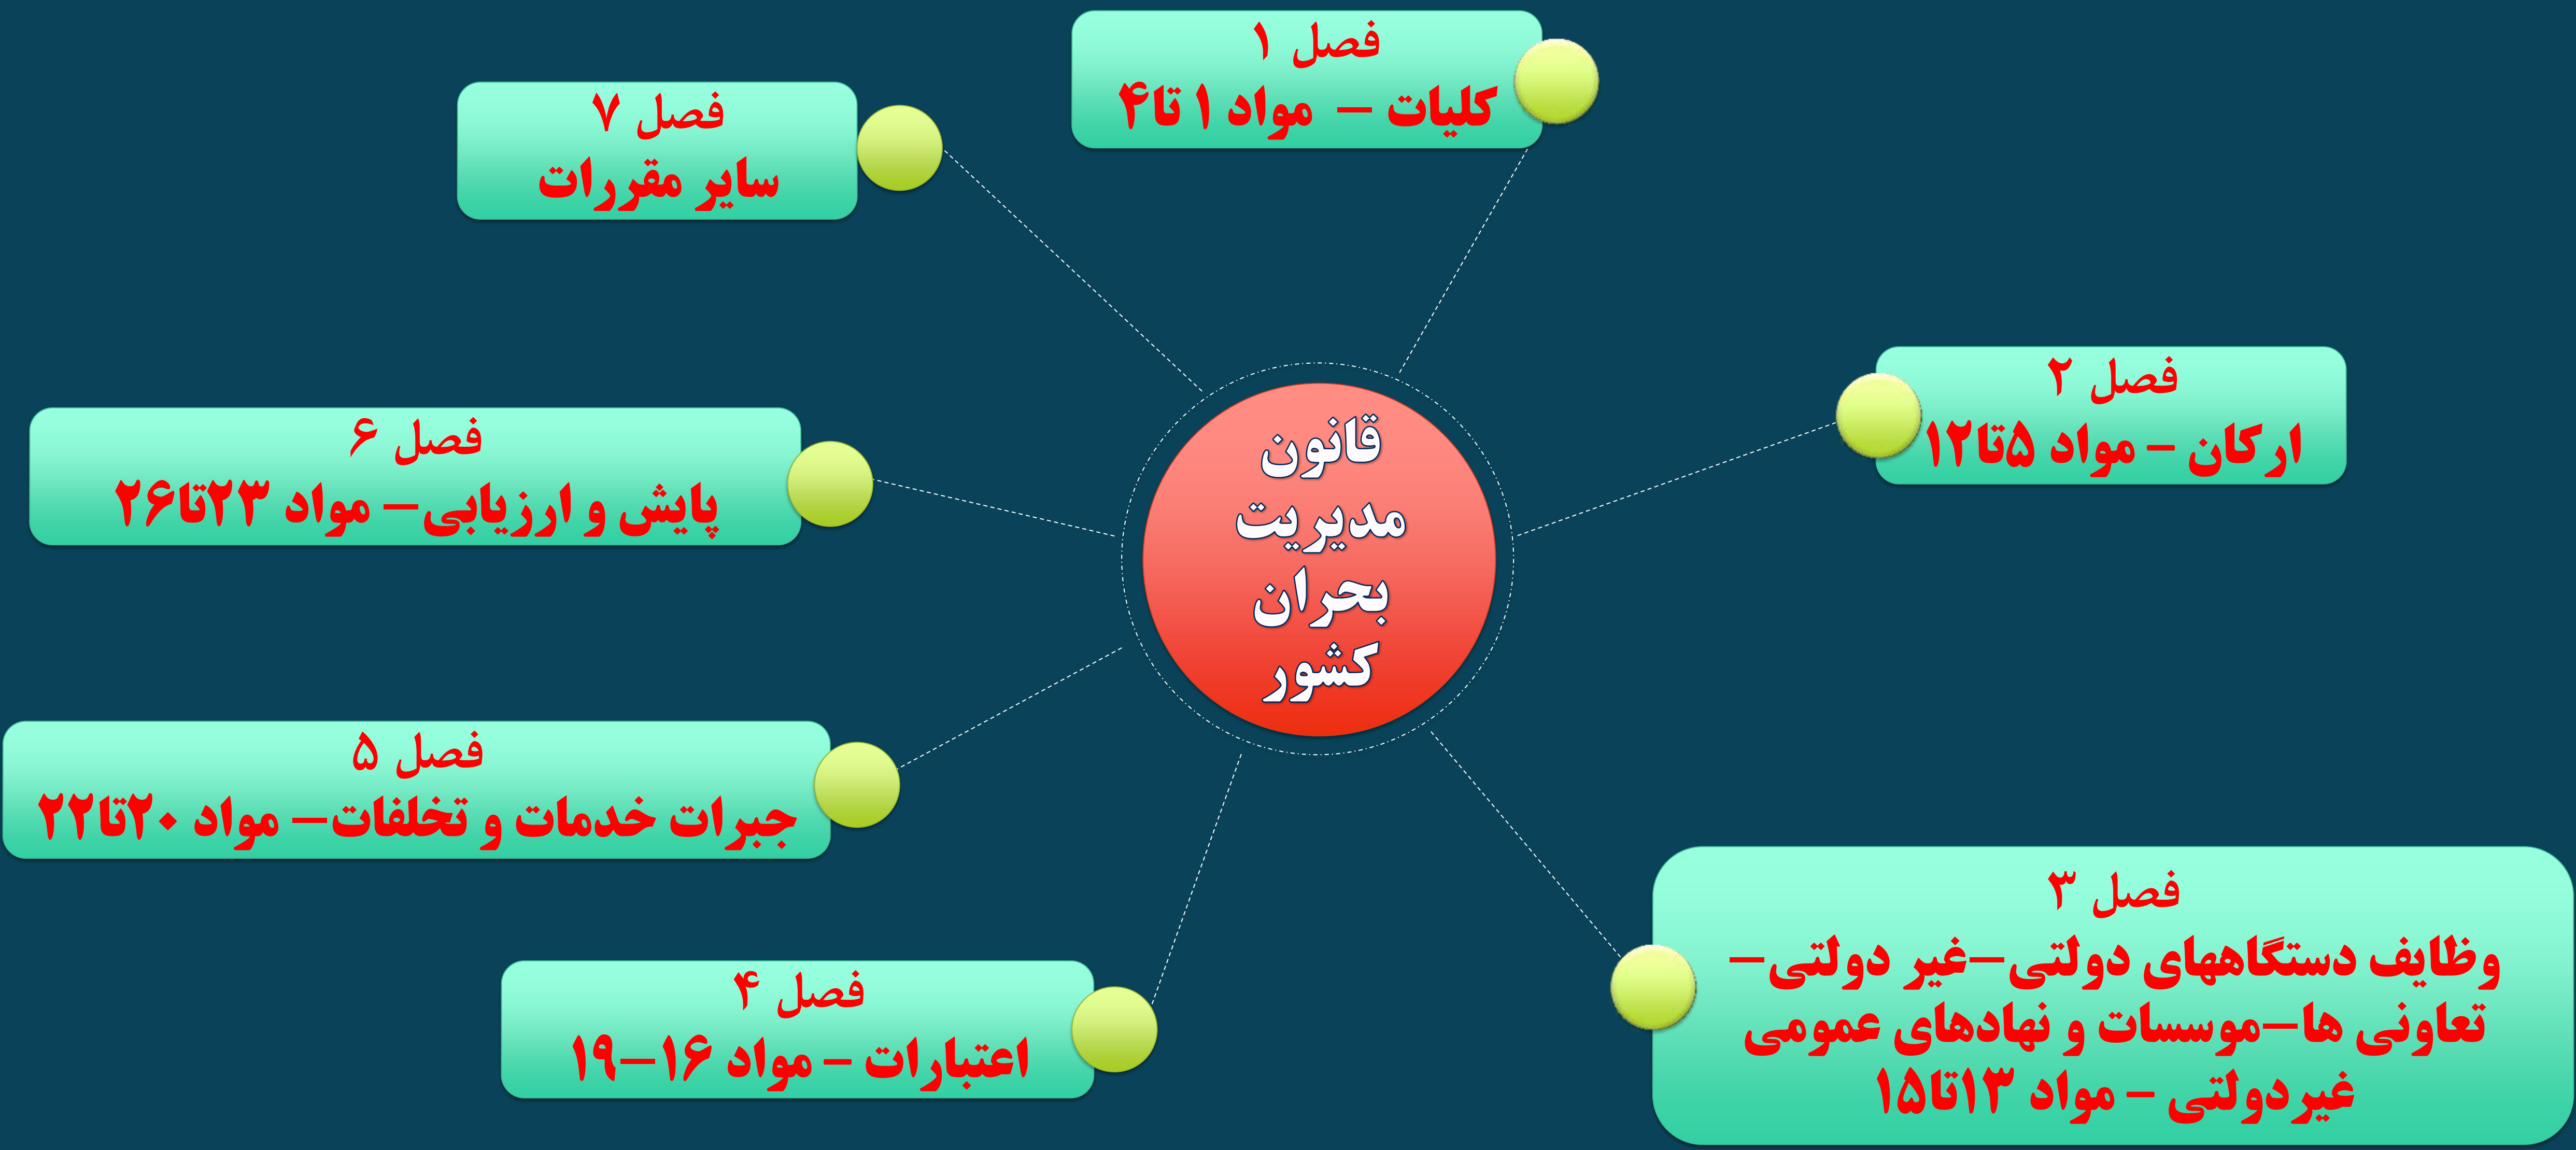 قانون
مدیریت
بحران
کشور
فصل ۱
کلیات – مواد ۱ تا۴
فصل ۲
ارکان – مواد ۵تا۱۲
فصل ۳
وظایف دستگاههای دولتی–غیر دولتی–
تعاونی ها–موسسات و نهادهای عمومی
غیردولتی – مواد ۱۳تا۱۵
فصل ۴
اعتبارات – مواد ۱۶–۱۹
فصل ۵
جبرات خدمات و تخلفات– مواد ۲۰تا۲۲
فصل ۶
پایش و ارزیابی– مواد ۲۳تا۲۶
فصل ۷
سایر مقررات